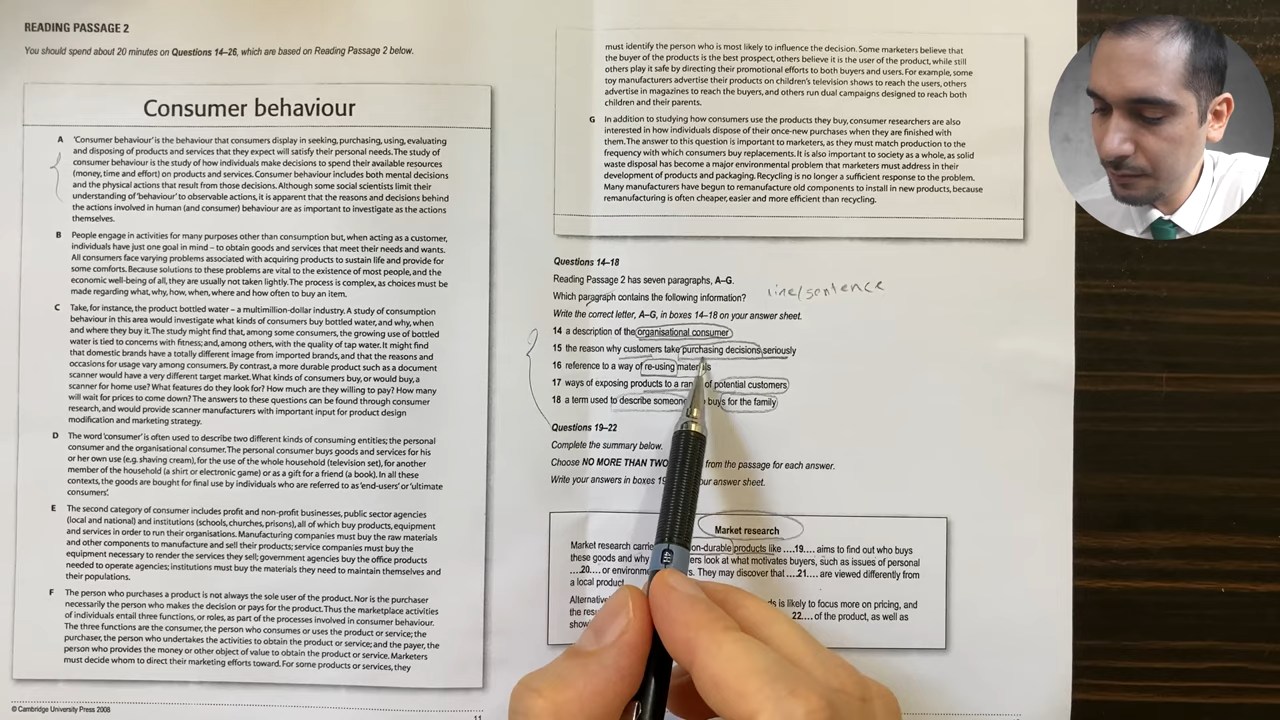 READING PASSAGE 2
You should spend about 20 minutes on Questions 14–26, which are based on Reading Passage 2 below.
Consumer behaviour
A 'Consumer behaviour' is the behaviour that consumers display in seeking, purchasing, using, evaluating
and disposing of products and services that they expect will satisfy their personal needs. The study of
consumer behaviour is the study of how individuals make decisions to spend their available resources
(money, time and effort) on products and services. Consumer behaviour includes both mental decisions
and the physical actions that result from those decisions. Although some social scientists limit their
understanding of 'behaviour' to observable actions, it is apparent that the reasons and decisions behind
the actions involved in human (and consumer) behaviour are as important to investigate as the actions
themselves.
B People engage in activities for many purposes other than consumption but, when acting as a customer,
individuals have just one goal in mind – to obtain goods and services that meet their needs and wants.
All consumers face varying problems associated with acquiring products to sustain life and provide for
some comforts. Because solutions to these problems are vital to the existence of most people, and the
economic well-being of all, they are usually not taken lightly. The process is complex, as choices must be
made regarding what, why, how, when, where and how often to buy an item.
C Take, for instance, the product bottled water – a multimillion-dollar industry. A study of consumption
behaviour in this area would investigate what kinds of consumers buy bottled water, and why, when
and where they buy it. The study might find that, among some consumers, the growing use of bottled
water is tied to concerns with fitness; and, among others, with the quality of tap water. It might find
that domestic brands have a totally different image from imported brands, and that the reasons and
occasions for usage vary among consumers. By contrast, a more durable product such as a document
scanner would have a very different target market. What kinds of consumers buy, or would buy, a
scanner for home use? What features do they look for? How much are they willing to pay? How many
will wait for prices to come down? The answers to these questions can be found through consumer
research, and would provide scanner manufacturers with important input for product design
modification and marketing strategy.
D The word 'consumer' is often used to describe two different kinds of consuming entities; the personal
consumer and the organisational consumer. The personal consumer buys goods and services for his
or her own use (e.g. shaving cream), for the use of the whole household (television set), for another
member of the household (a shirt or electronic game) or as a gift for a friend (a book). In all these
contexts, the goods are bought for final use by individuals who are referred to as 'end-users' or 'ultimate
consumers'.
E The second category of consumer includes profit and non-profit businesses, public sector agencies
(local and national) and institutions (schools, churches, prisons), all of which buy products, equipment
and services in order to run their organisations. Manufacturing companies must buy the raw materials
and other components to manufacture and sell their products; service companies must buy the
equipment necessary to render the services they sell; government agencies buy the office products
needed to operate agencies; institutions must buy the materials they need to maintain themselves and
their populations.
F The person who purchases a product is not always the sole user of the product. Nor is the purchaser
necessarily the person who makes the decision or pays for the product. Thus the marketplace activities
of individuals entail three functions, or roles, as part of the processes involved in consumer behaviour.
The three functions are the consumer, the person who consumes or uses the product or service; the
purchaser, the person who undertakes the activities to obtain the product or service; and the payer, the
person who provides the money or other object of value to obtain the product or service. Marketers
must decide whom to direct their marketing efforts toward. For some products or services, they
© Cambridge University Press 2008
11
must identify the person who is most likely to influence the decision. Some marketers believe that
the buyer of the products is the best prospect, others believe it is the user of the product, while still
others play it safe by directing their promotional efforts to both buyers and users. For example, some
toy manufacturers advertise their products on children's television shows to reach the users, others
advertise in magazines to reach the buyers, and others run dual campaigns designed to reach both
children and their parents.
G In addition to studying how consumers use the products they buy, consumer researchers are also
interested in how individuals dispose of their once-new purchases when they are finished with
them. The answer to this question is important to marketers, as they must match production to the
frequency with which consumers buy replacements. It is also important to society as a whole, as solid
waste disposal has become a major environmental problem that marketers must address in their
development of products and packaging. Recycling is no longer a sufficient response to the problem.
Many manufacturers have begun to remanufacture old components to install in new products, because
remanufacturing is often cheaper, easier and more efficient than recycling.
Questions 14–18
Reading Passage 2 has seven paragraphs, A–G.
Which paragraph contains the following information? line/sentence
Write the correct letter, A–G, in boxes 14–18 on your answer sheet.
14 a description of the organisational consumer
15 the reason why customers take purchasing decisions seriously
16 reference to a way of re-using materials
17 ways of exposing products to a ran of potential customers
18 a term used to describe someon buys for the family
Questions 19–22
Complete the summary below.
Choose NO MORE THAN TWO from the passage for each answer.
Write your answers in boxes 19 our answer sheet.
Market research
Market research carrie on-durable products like ....19.... aims to find out who buys
these goods and why ers look at what motivates buyers, such as issues of personal
....20.... or environm s. They may discover that ....21.... are viewed differently from
a local product
Alternative ds is likely to focus more on pricing, and
the res 22.... of the product, as well as
show